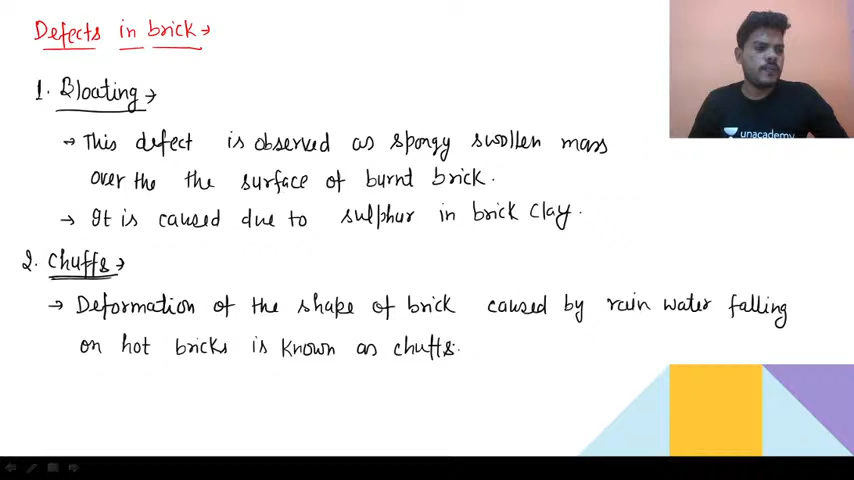 Defects in brick →
1. Bloating →
→ This defect is observed as spongy swollen mass
over the the surface of burnt brick.
→ It is caused due to sulphur in brick clay.
2. Chuffs →
→ Deformation of the shape of brick caused by rain water falling
on hot bricks is known as chuffs.
unacademy